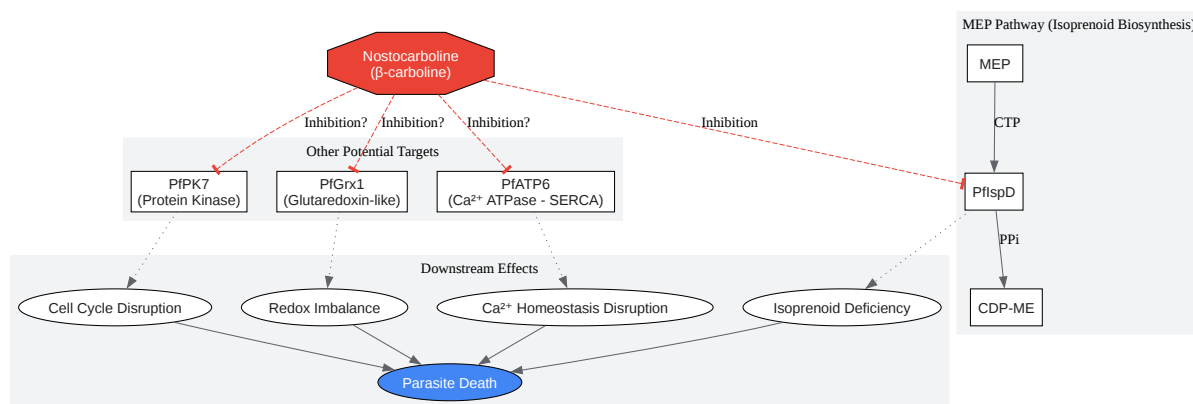 MEP Pathway (Isoprenoid Biosynthesis)
Nostocarboline
(β-carboline)
MEP
Inhibition?
Inhibition?
Inhibition?
Inhibition
CTP
Other Potential Targets
PfPK7
(Protein Kinase)
PfGrx1
(Glutaredoxin-like)
PfATP6
(Ca²⁺ ATPase - SERCA)
PfIspD
PPi
Downstream Effects
Cell Cycle Disruption
Redox Imbalance
Ca²⁺ Homeostasis Disruption
Isoprenoid Deficiency
CDP-ME
Parasite Death